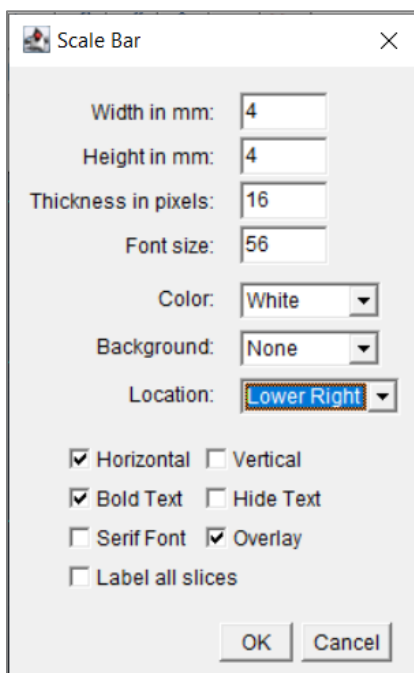 Scale Bar
Width in mm: 4
Height in mm: 4
Thickness in pixels: 16
Font size: 56
Color: White
Background: None
Location: Lower Right
Horizontal Vertical
Bold Text Hide Text
Serif Font Overlay
Label all slices
OK Cancel